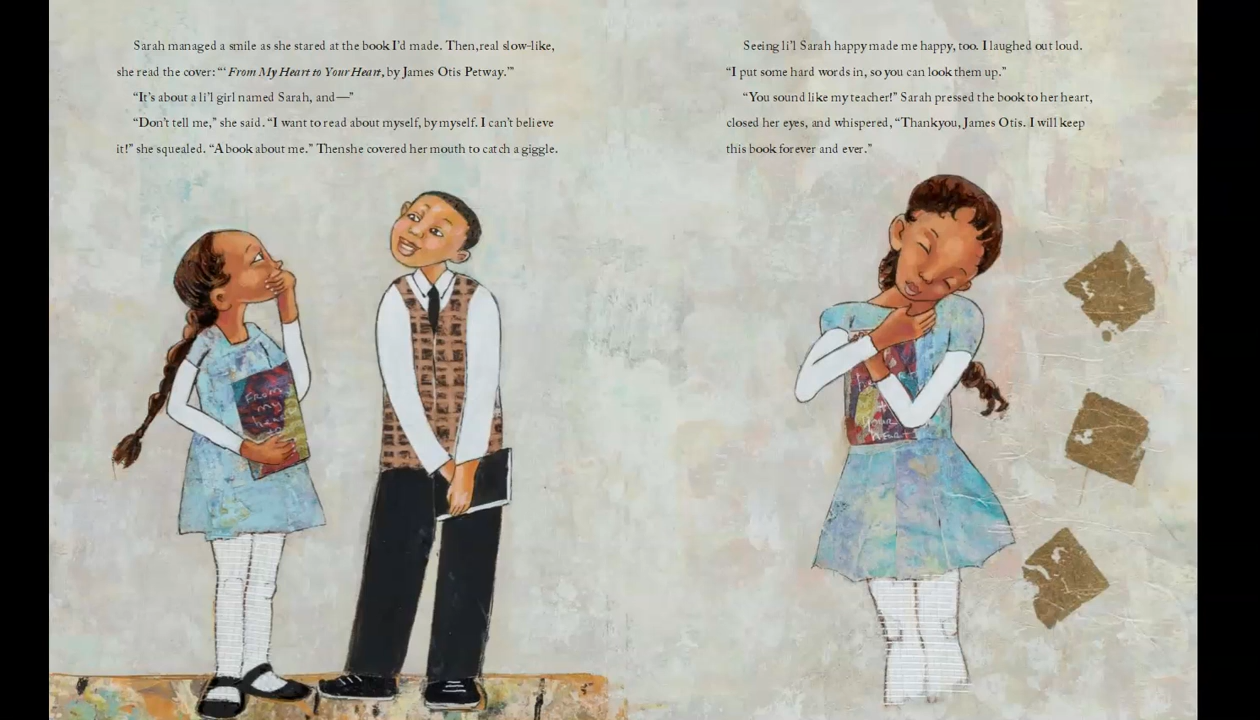 Sarah managed a smile as she stared at the book I'd made. Then, real slow-like,
she read the cover: “‘From My Heart to Your Heart, by James Otis Petway.’”
“It's about a li'l girl named Sarah, and—”
“Don't tell me,” she said. “I want to read about myself, by myself. I can't believe
it!” she squealed. “A book about me.” Then she covered her mouth to catch a giggle.
From
my
hea
Seeing li'l Sarah happy made me happy, too. I laughed out loud.
“I put some hard words in, so you can look them up.”
“You sound like my teacher!” Sarah pressed the book to her heart,
closed her eyes, and whispered, “Thank you, James Otis. I will keep
this book forever and ever.”
your
Heart